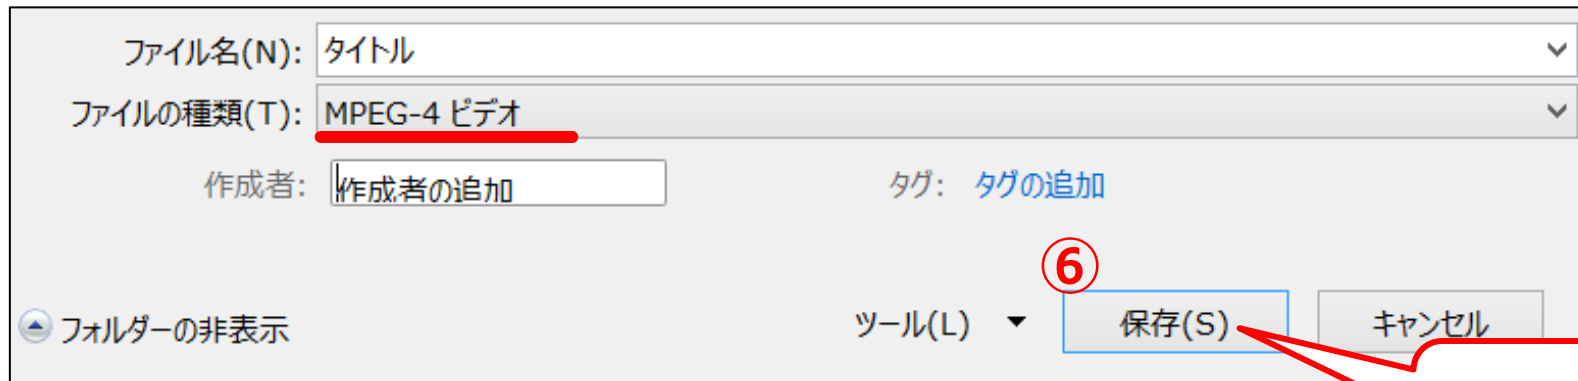 ファイル名(N): タイトル
ファイルの種類(T): MPEG-4 ビデオ
作成者: 作成者の追加 タグ: タグの追加
⑥
フォルダーの非表示 ツール(L) 保存(S) キャンセル